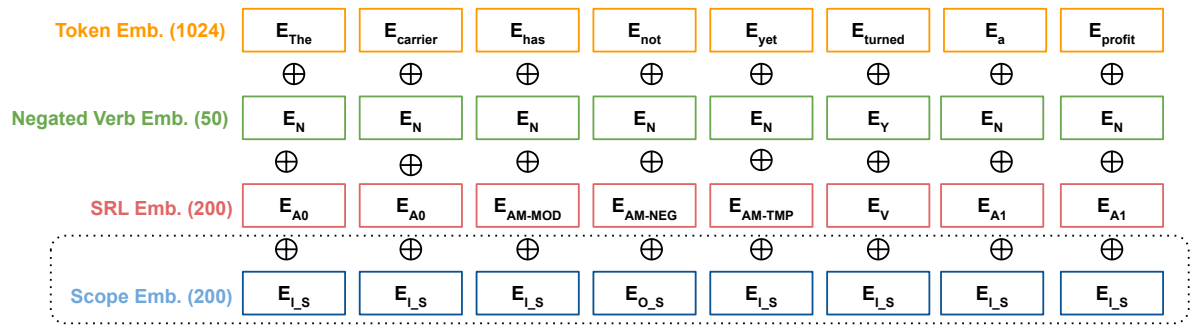 Token Emb. (1024) E_The E_carrier E_has E_not E_yet E_turned E_a E_profit
⊕ ⊕ ⊕ ⊕ ⊕ ⊕ ⊕ ⊕
Negated Verb Emb. (50) E_N E_N E_N E_N E_N E_Y E_N E_N
⊕ ⊕ ⊕ ⊕ ⊕ ⊕ ⊕ ⊕
SRL Emb. (200) E_A0 E_A0 E_AM-MOD E_AM-NEG E_AM-TMP E_V E_A1 E_A1
⊕ ⊕ ⊕ ⊕ ⊕ ⊕ ⊕ ⊕
Scope Emb. (200) E_I_S E_I_S E_I_S E_O_S E_I_S E_I_S E_I_S E_I_S